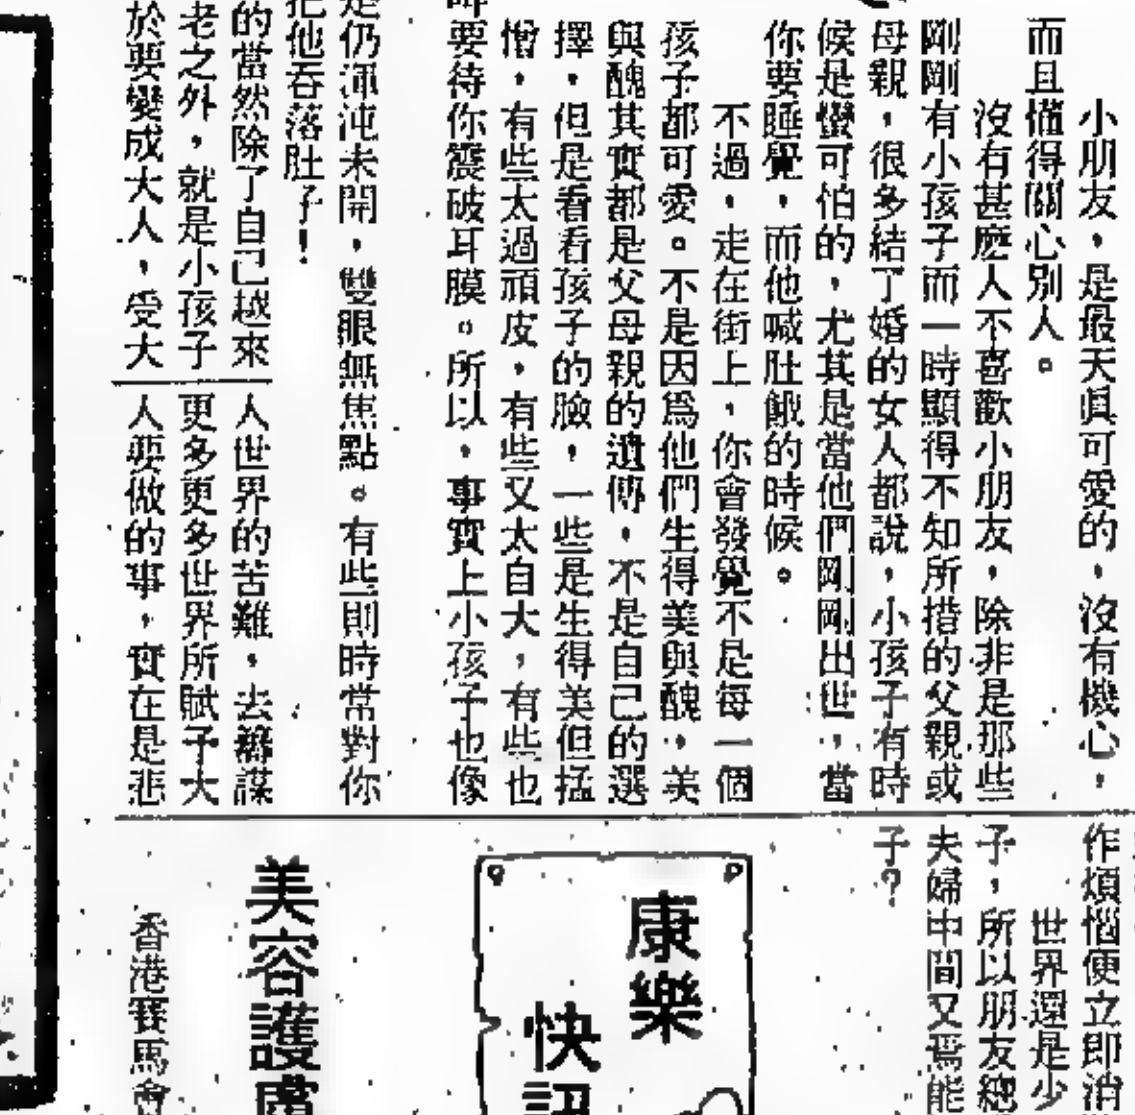 小朋友，是最天眞可愛的，沒有機心，
而且懂得關心別人。
沒有甚麽人不喜歡小朋友，除非是那些
剛剛有小孩子而一時顯得不知所措的父親或
母親，很多結了婚的女人都說，小孩子有時
候是蠻可怕的，尤其是當他們剛剛出世，當
你要睡覺，而他喊肚餓的時候。
不過，走在街上，你會發覺不是每一個
孩子都可愛。不是因爲他們生得美與醜，美
與醜其實都是父母親的遺傳，不是自己的選
擇，但是看看孩子的臉，一些是生得美但猛
憎，有些太過頑皮，有些又太自大，有些也
要待你震破耳膜。所以，事實上小孩子也像
是仍渾沌未開，雙眼無焦點。有些則時常對你
把他吞落肚子！
的當然除了自己越來
老之外，就是小孩子
於要變成大人，受大
人世界的苦難，去
更多更多世界所賦予大
人要做的事，實在是悲
作煩惱便立即消
世界還是少
子，所以朋友總
夫婦中間又焉能
子？
康樂
快訊
美容護膚
香港賽馬會